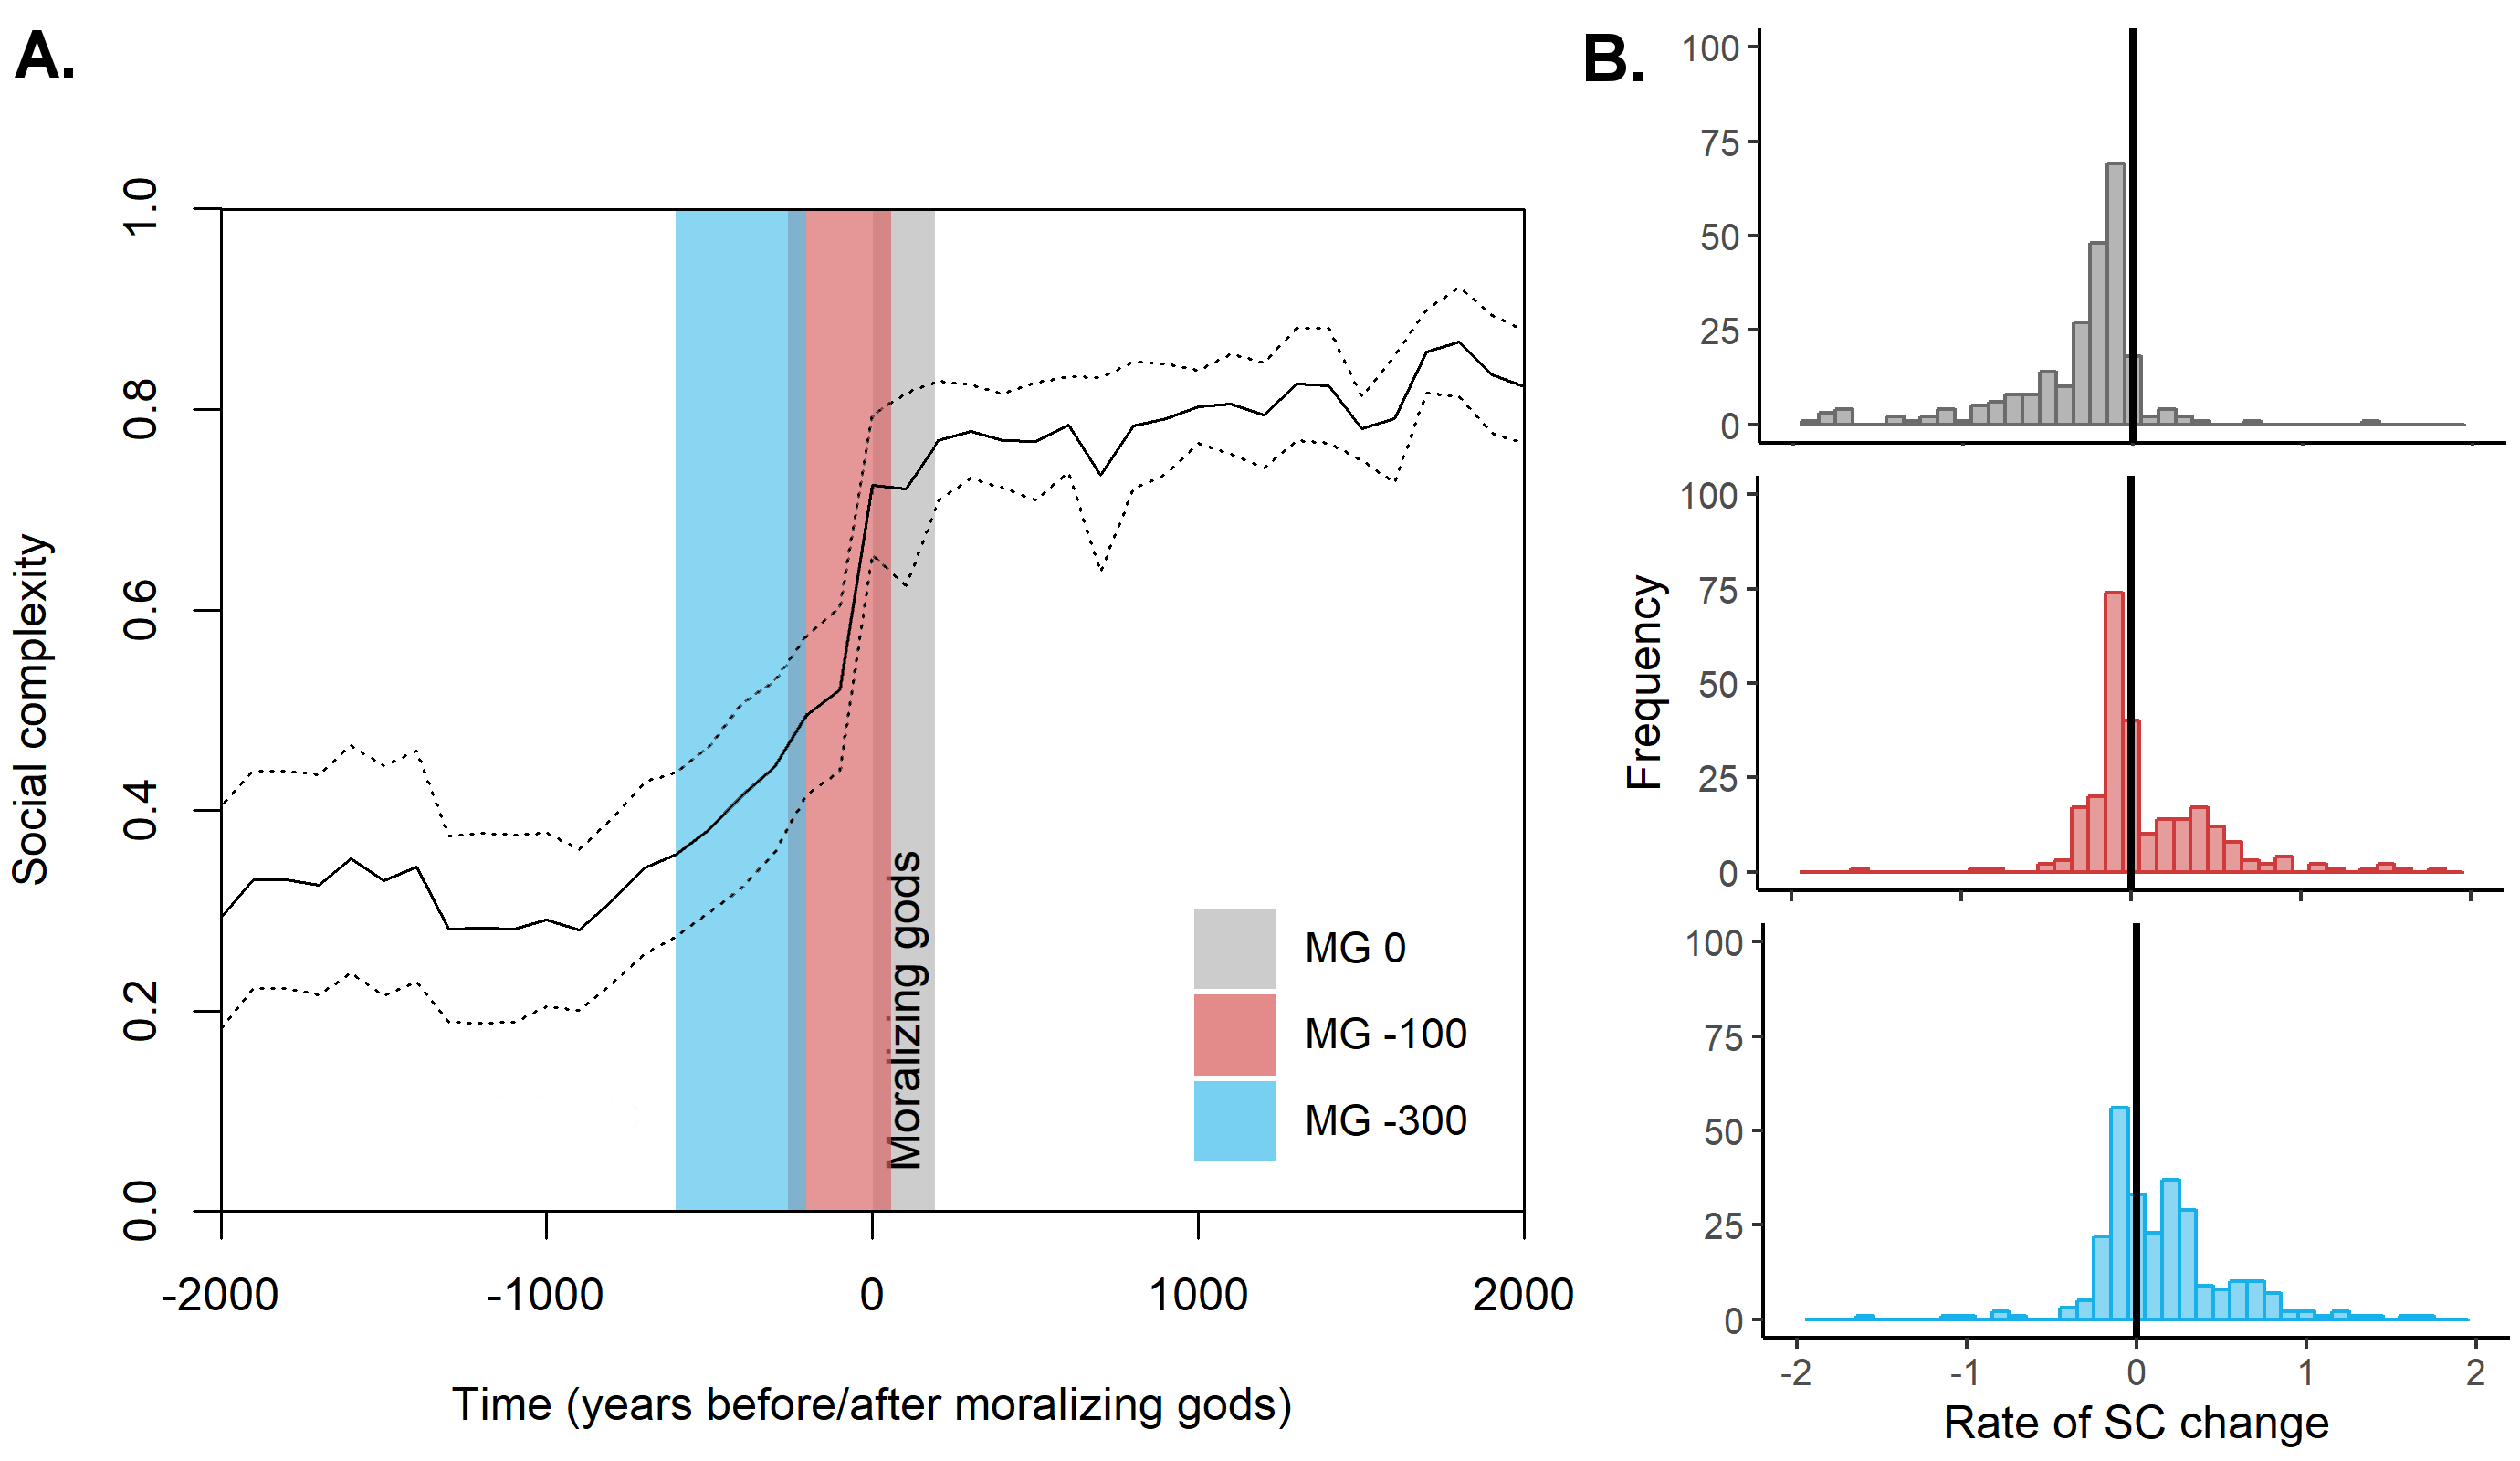 A.
Social complexity
1.0
0.8
0.6
0.4
0.2
0.0
Moralizing gods
MG 0
MG -100
MG -300
-2000 -1000 0 1000 2000
Time (years before/after moralizing gods)
B.
Frequency
100
75
50
25
0
100
75
50
25
0
100
75
50
25
0
-2 -1 0 1 2
Rate of SC change